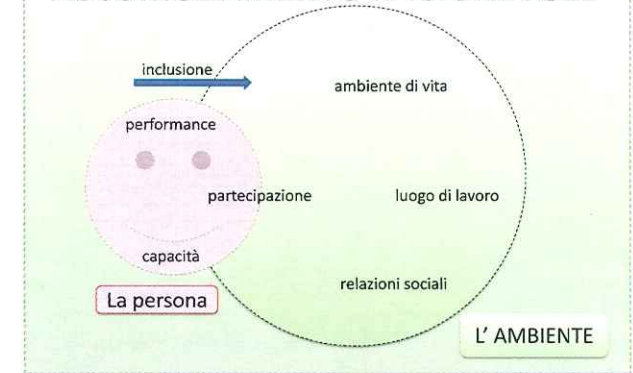 inclusione
ambiente di vita
performance
partecipazione
luogo di lavoro
capacità
relazioni sociali
La persona
L' AMBIENTE